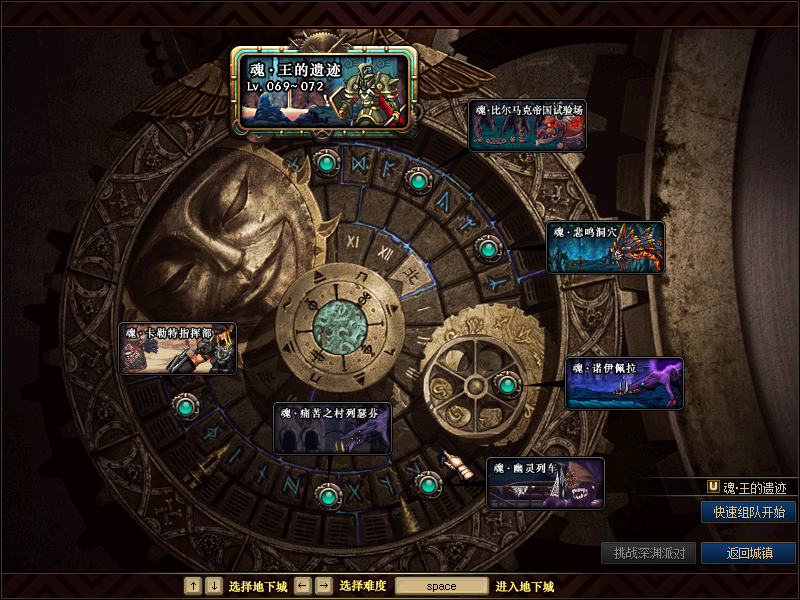 魂·王的遗迹
Lv. 069~ 072
魂·比尔马克帝国试验场
魂·悲鸣洞穴
XI
XII
魂·卡勒特指挥部
魂·诺伊佩拉
魂·痛苦之村列瑟芬
魂·幽灵列车
U 魂·王的遗迹
快速组队开始
挑战深渊派对
返回城镇
↑ ↓ 选择地下城 ← → 选择难度 space 进入地下城